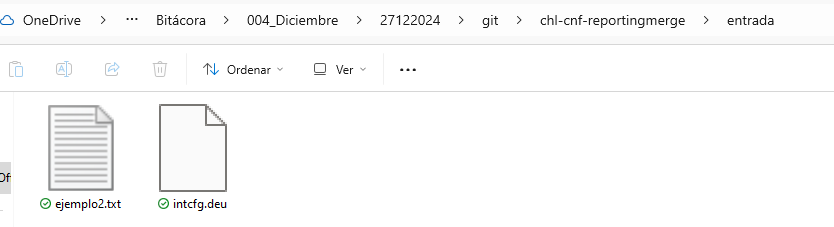 OneDrive > ... Bitácora > 004_Diciembre > 27122024 > git > chl-cnf-reportingmerge > entrada
Ordenar Ver ...
ejemplo2.txt intcfg.deu